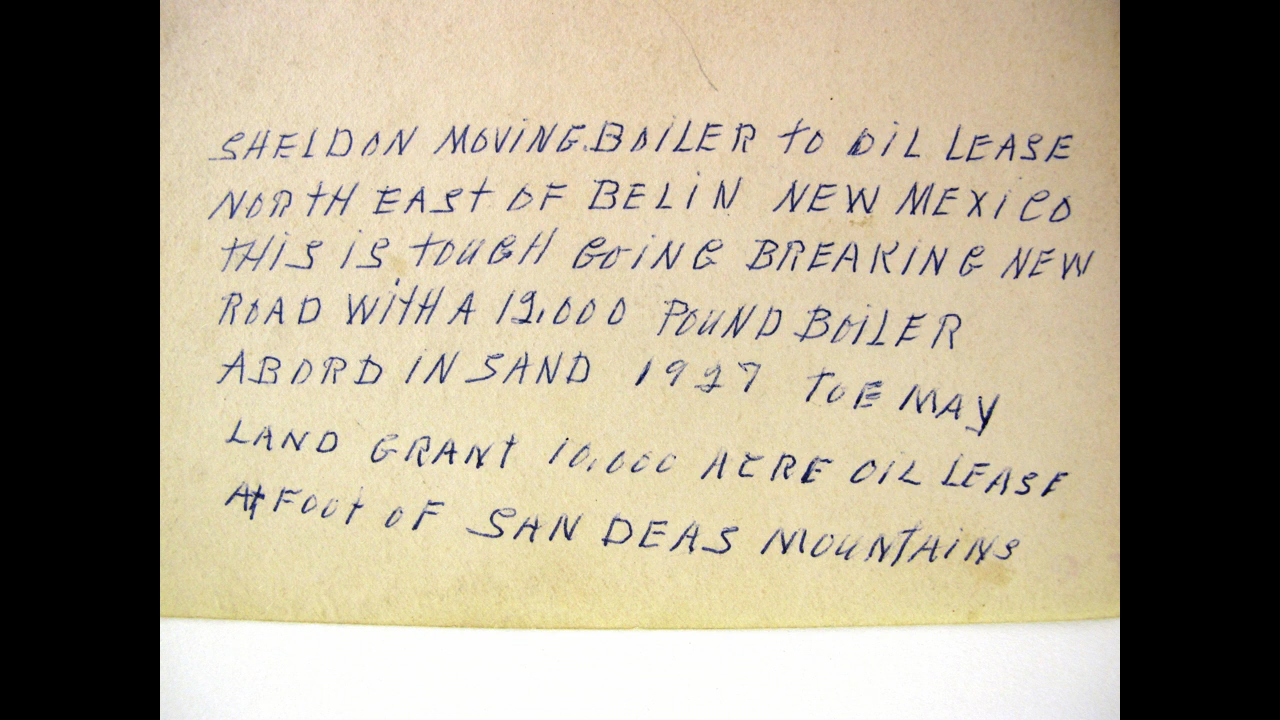 SHELDON MOVING BOILER TO OIL LEASE
NORTH EAST OF BELIN NEW MEXICO
THIS IS TOUGH GOING BREAKING NEW
ROAD WITH A 12,000 POUND BOILER
ABORD IN SAND 1927 TOE MAY
LAND GRANT 10,000 ACRE OIL LEASE
AT FOOT OF SAN DEAS MOUNTAINS